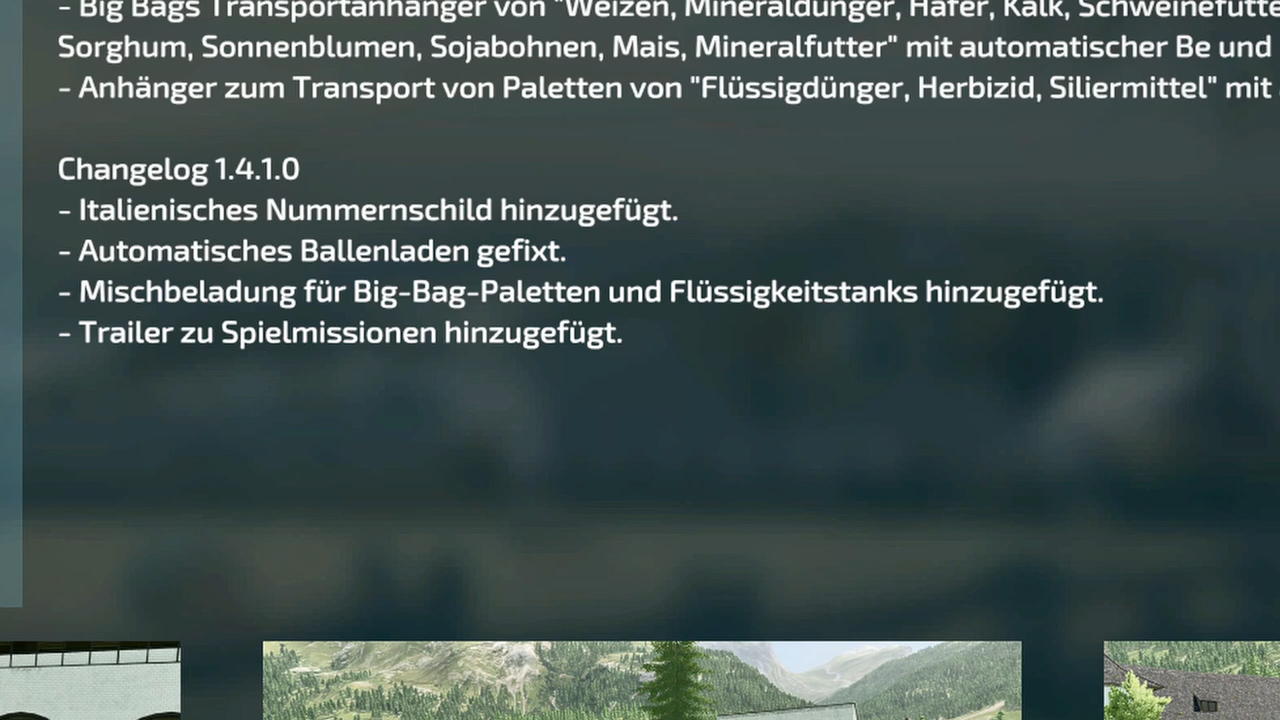 - Big Bags Transportanhänger von "Weizen, Mineraldünger, Hafer, Kalk, Schweinefutte
Sorghum, Sonnenblumen, Sojabohnen, Mais, Mineralfutter" mit automatischer Be und
- Anhänger zum Transport von Paletten von "Flüssigdünger, Herbizid, Siliermittel" mit
Changelog 1.4.1.0
- Italienisches Nummernschild hinzugefügt.
- Automatisches Ballenladen gefixt.
- Mischbeladung für Big-Bag-Paletten und Flüssigkeitstanks hinzugefügt.
- Trailer zu Spielmissionen hinzugefügt.